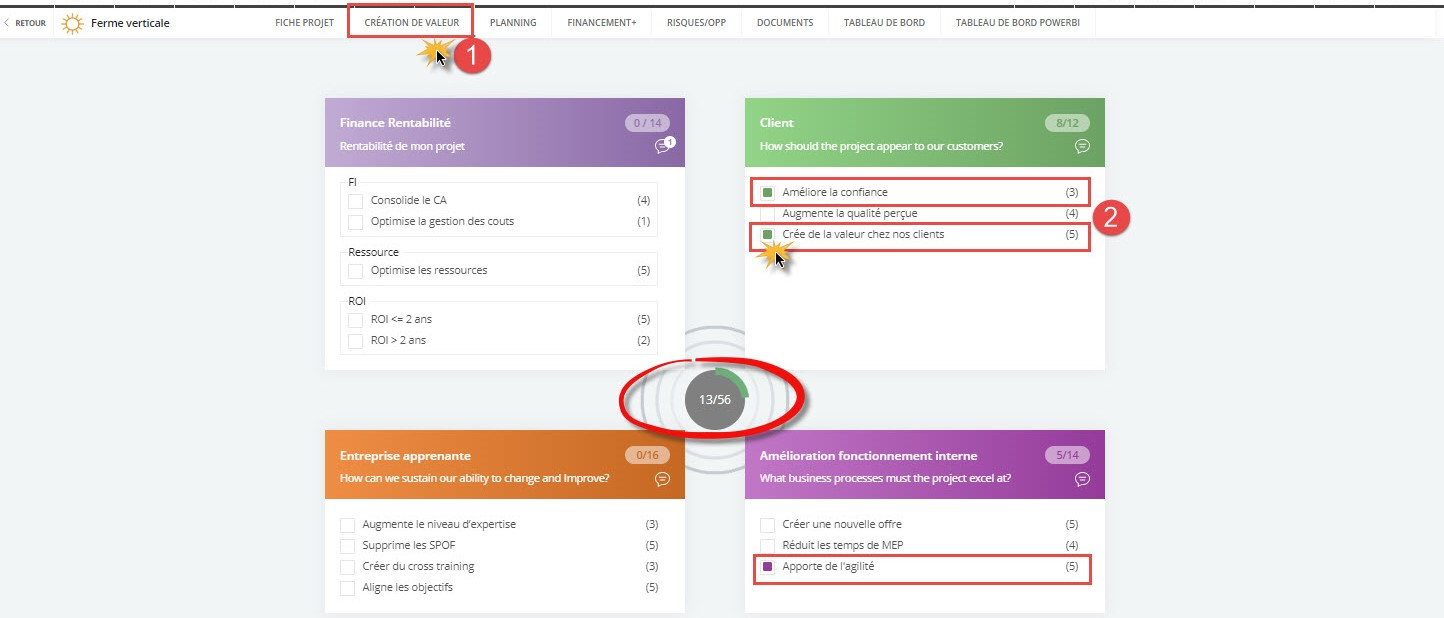 RETOUR
Ferme verticale
FICHE PROJET
CRÉATION DE VALEUR
PLANNING
FINANCEMENT+
RISQUES/OPP
DOCUMENTS
TABLEAU DE BORD
TABLEAU DE BORD POWERBI
1
Finance Rentabilité 0 / 14
Rentabilité de mon projet 1
FI
Consolide le CA (4)
Optimise la gestion des couts (1)
Ressource
Optimise les ressources (5)
ROI
ROI <= 2 ans (5)
ROI > 2 ans (2)
Client 8/12
How should the project appear to our customers?
Améliore la confiance (3)
Augmente la qualité perçue (4)
Crée de la valeur chez nos clients (5)
2
13/56
Entreprise apprenante 0/16
How can we sustain our ability to change and Improve?
Augmente le niveau d'expertise (3)
Supprime les SPOF (5)
Créer du cross training (3)
Aligne les objectifs (5)
Amélioration fonctionnement interne 5/14
What business processes must the project excel at?
Créer une nouvelle offre (5)
Réduit les temps de MEP (4)
Apporte de l'agilité (5)